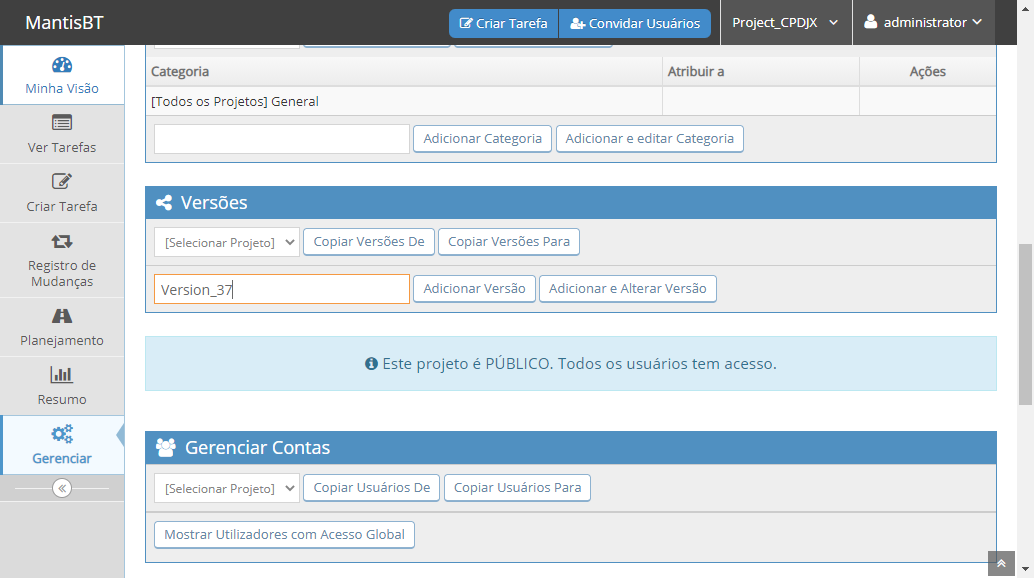 MantisBT
Criar Tarefa
Convidar Usuários
Project_CPDJX
administrator
Minha Visão
Ver Tarefas
Criar Tarefa
Registro de
Mudanças
Planejamento
Resumo
Gerenciar
Categoria Atribuir a Ações
[Todos os Projetos] General
Adicionar Categoria Adicionar e editar Categoria
Versões
[Selecionar Projeto] Copiar Versões De Copiar Versões Para
Version_37 Adicionar Versão Adicionar e Alterar Versão
Este projeto é PÚBLICO. Todos os usuários tem acesso.
Gerenciar Contas
[Selecionar Projeto] Copiar Usuários De Copiar Usuários Para
Mostrar Utilizadores com Acesso Global